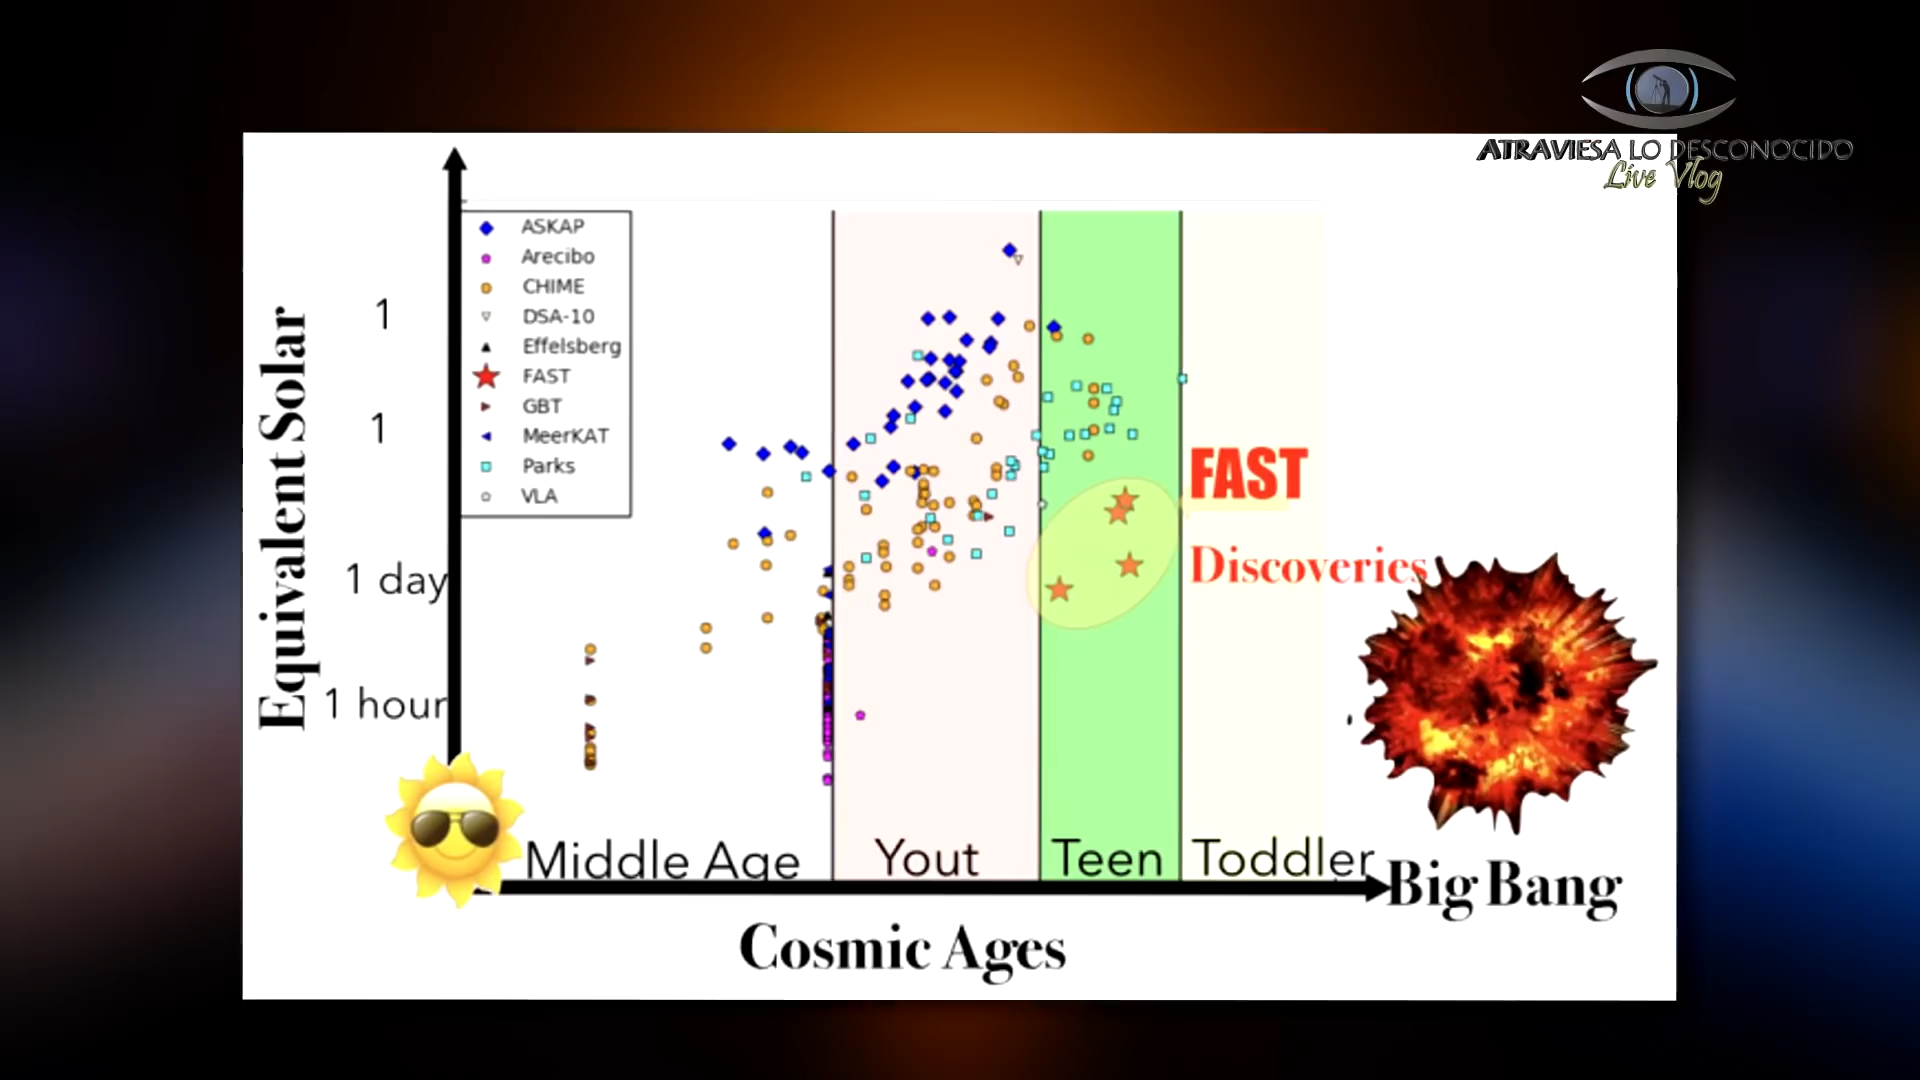 ATRAVIESA LO DESCONOCIDO
Live Vlog
ASKAP
Arecibo
CHIME
DSA-10
Effelsberg
FAST
GBT
MeerKAT
Parks
VLA
Equivalent Solar
1
1
1 day
1 hour
FAST
Discoveries
Middle Age
Yout
Teen
Toddler
Big Bang
Cosmic Ages